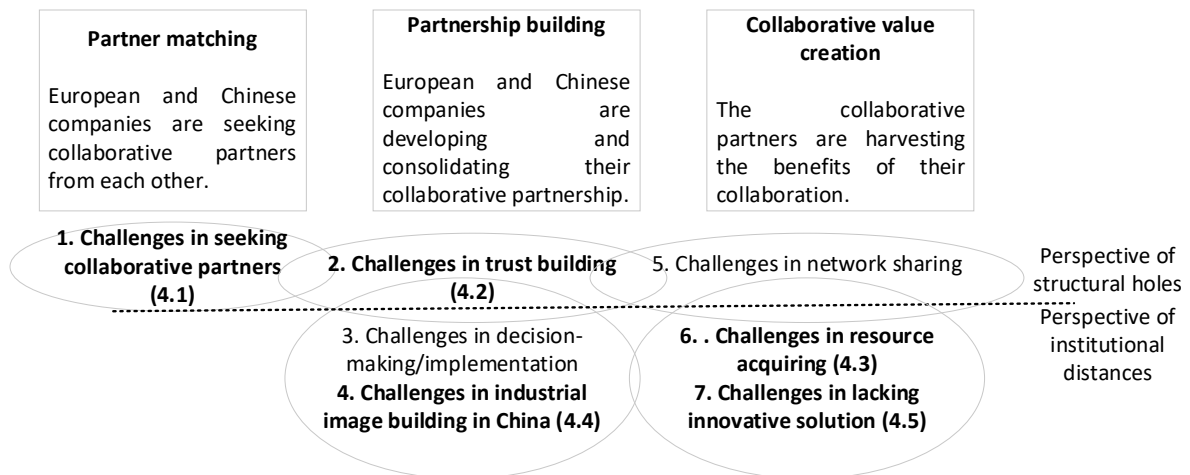 Partner matching
European and Chinese
companies are seeking
collaborative partners
from each other.
Partnership building
European and Chinese
companies are
developing and
consolidating their
collaborative partnership.
Collaborative value
creation
The collaborative
partners are harvesting
the benefits of their
collaboration.
1. Challenges in seeking
collaborative partners
(4.1)
2. Challenges in trust building
(4.2)
5. Challenges in network sharing
Perspective of
structural holes
3. Challenges in decision-
making/implementation
4. Challenges in industrial
image building in China (4.4)
6. . Challenges in resource
acquiring (4.3)
7. Challenges in lacking
innovative solution (4.5)
Perspective of
institutional
distances